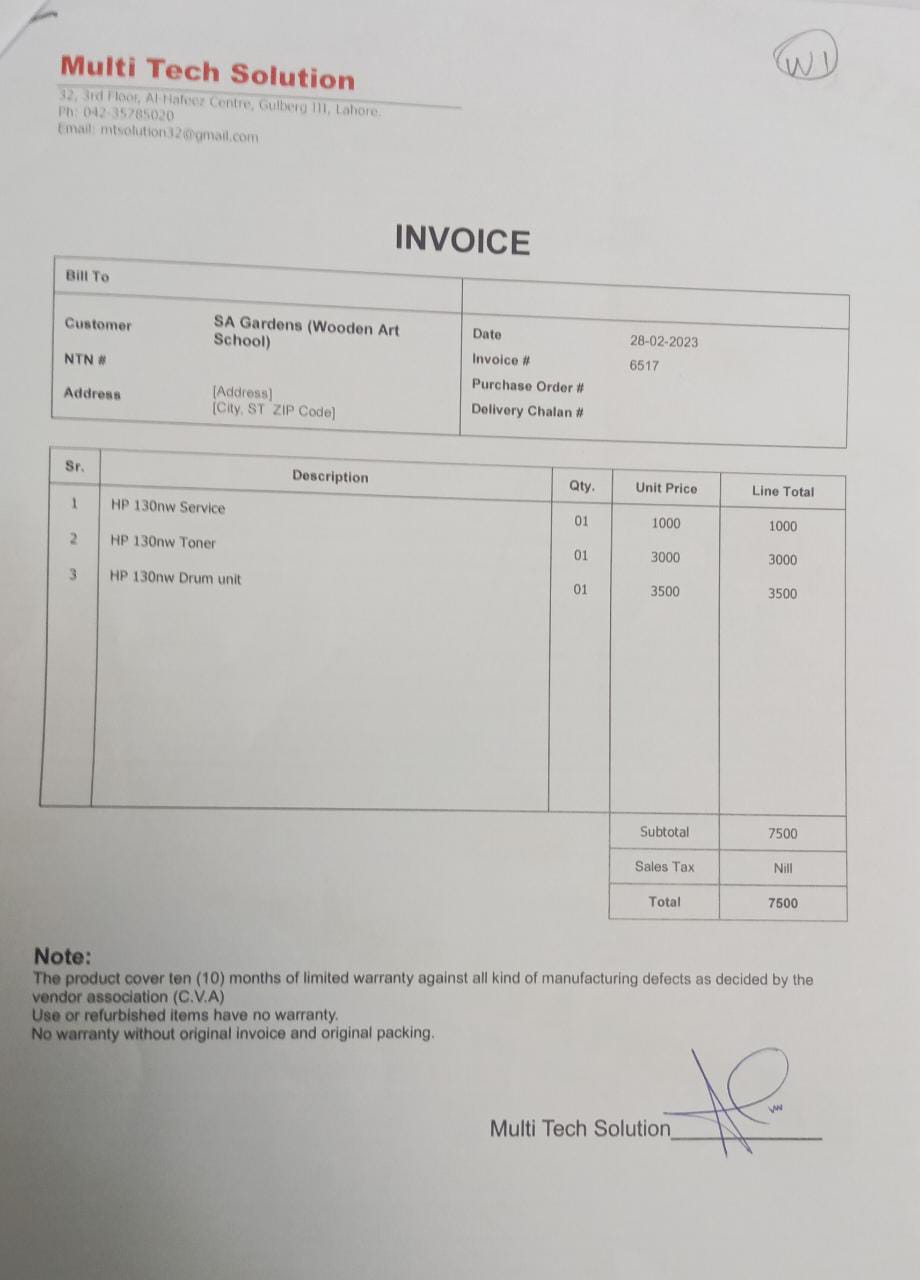 W1
Multi Tech Solution
32, 3rd Floor, Al-Hafeez Centre, Gulberg III, Lahore.
Ph: 042-35785020
Email: mtsolution32@gmail.com
INVOICE
Bill To
Customer SA Gardens (Wooden Art
School)
NTN #
Address [Address]
[City, ST ZIP Code]
Date 28-02-2023
Invoice # 6517
Purchase Order #
Delivery Chalan #
Sr. Description Qty. Unit Price Line Total
1 HP 130nw Service 01 1000 1000
2 HP 130nw Toner 01 3000 3000
3 HP 130nw Drum unit 01 3500 3500
Subtotal 7500
Sales Tax Nill
Total 7500
Note:
The product cover ten (10) months of limited warranty against all kind of manufacturing defects as decided by the
vendor association (C.V.A)
Use or refurbished items have no warranty.
No warranty without original invoice and original packing.
Multi Tech Solution